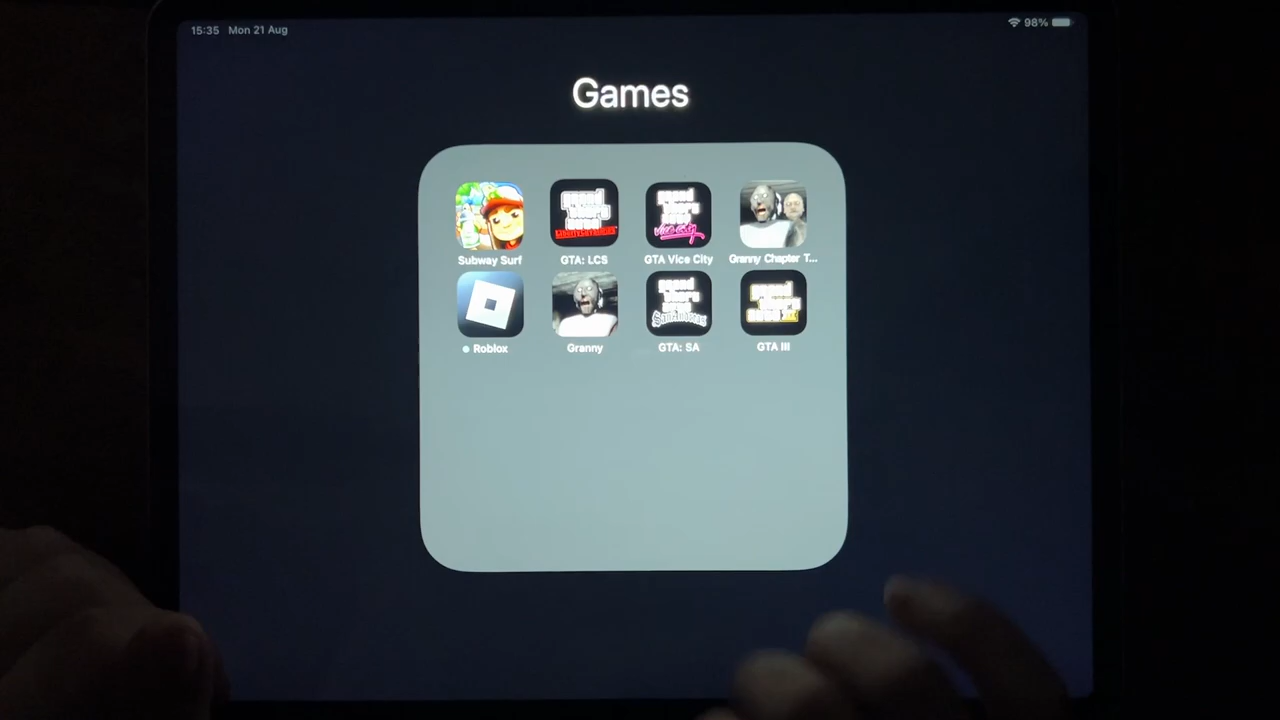 15:35 Mon 21 Aug
98%
Games
Subway Surf
GTA: LCS
GTA Vice City
Granny Chapter T...
Roblox
Granny
GTA: SA
GTA III